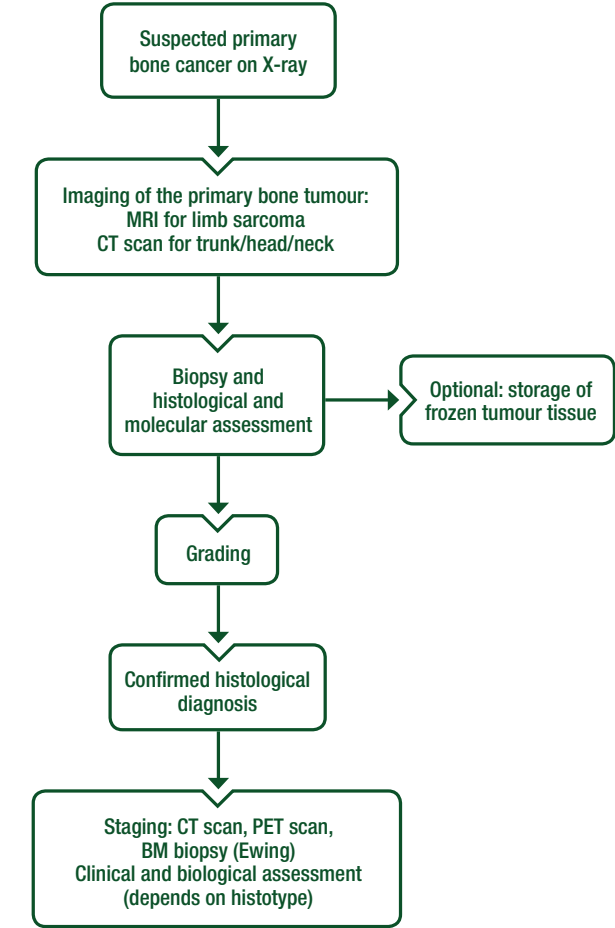 Suspected primary
bone cancer on X-ray
Imaging of the primary bone tumour:
MRI for limb sarcoma
CT scan for trunk/head/neck
Biopsy and
histological and
molecular assessment
Optional: storage of
frozen tumour tissue
Grading
Confirmed histological
diagnosis
Staging: CT scan, PET scan,
BM biopsy (Ewing)
Clinical and biological assessment
(depends on histotype)